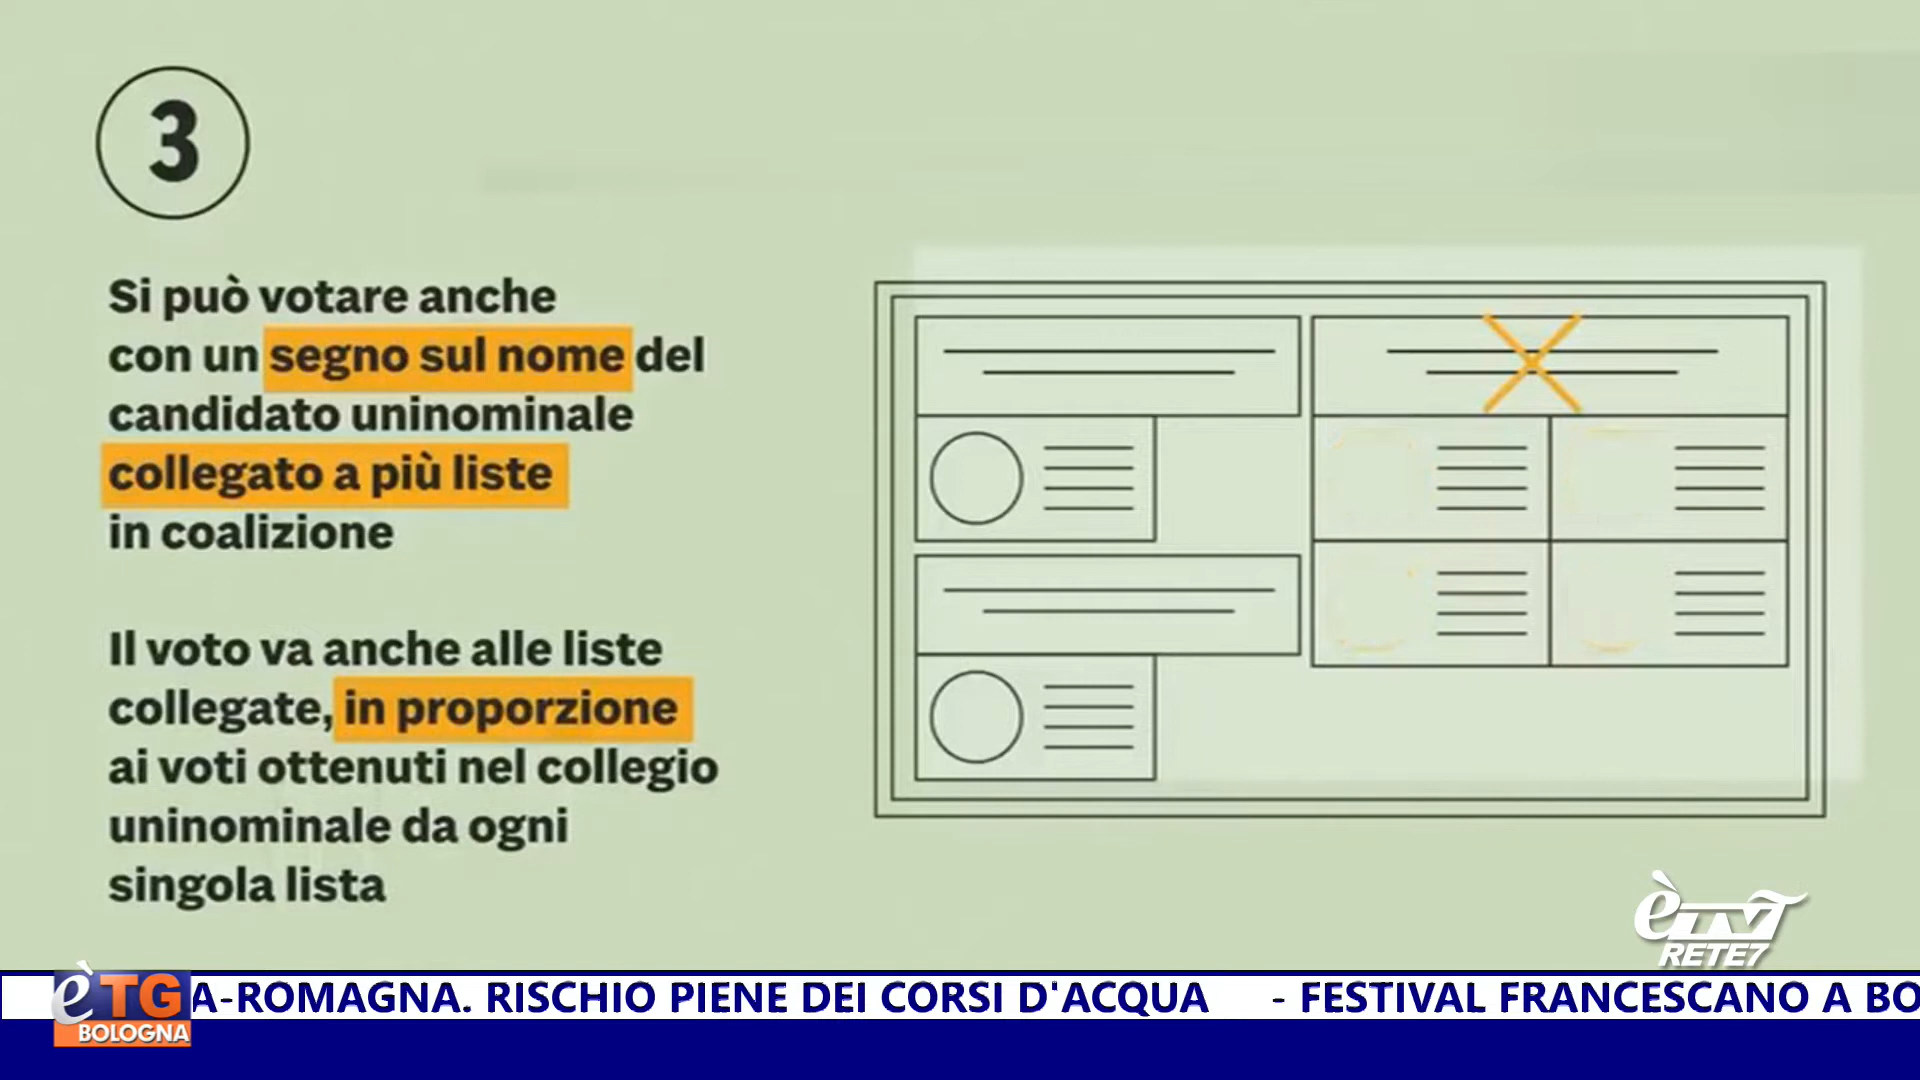 3
Si può votare anche
con un segno sul nome del
candidato uninominale
collegato a più liste
in coalizione
Il voto va anche alle liste
collegate, in proporzione
ai voti ottenuti nel collegio
uninominale da ogni
singola lista
è TV
RETE7
è TG
BOLOGNA
A-ROMAGNA. RISCHIO PIENE DEI CORSI D'ACQUA - FESTIVAL FRANCESCANO A BO